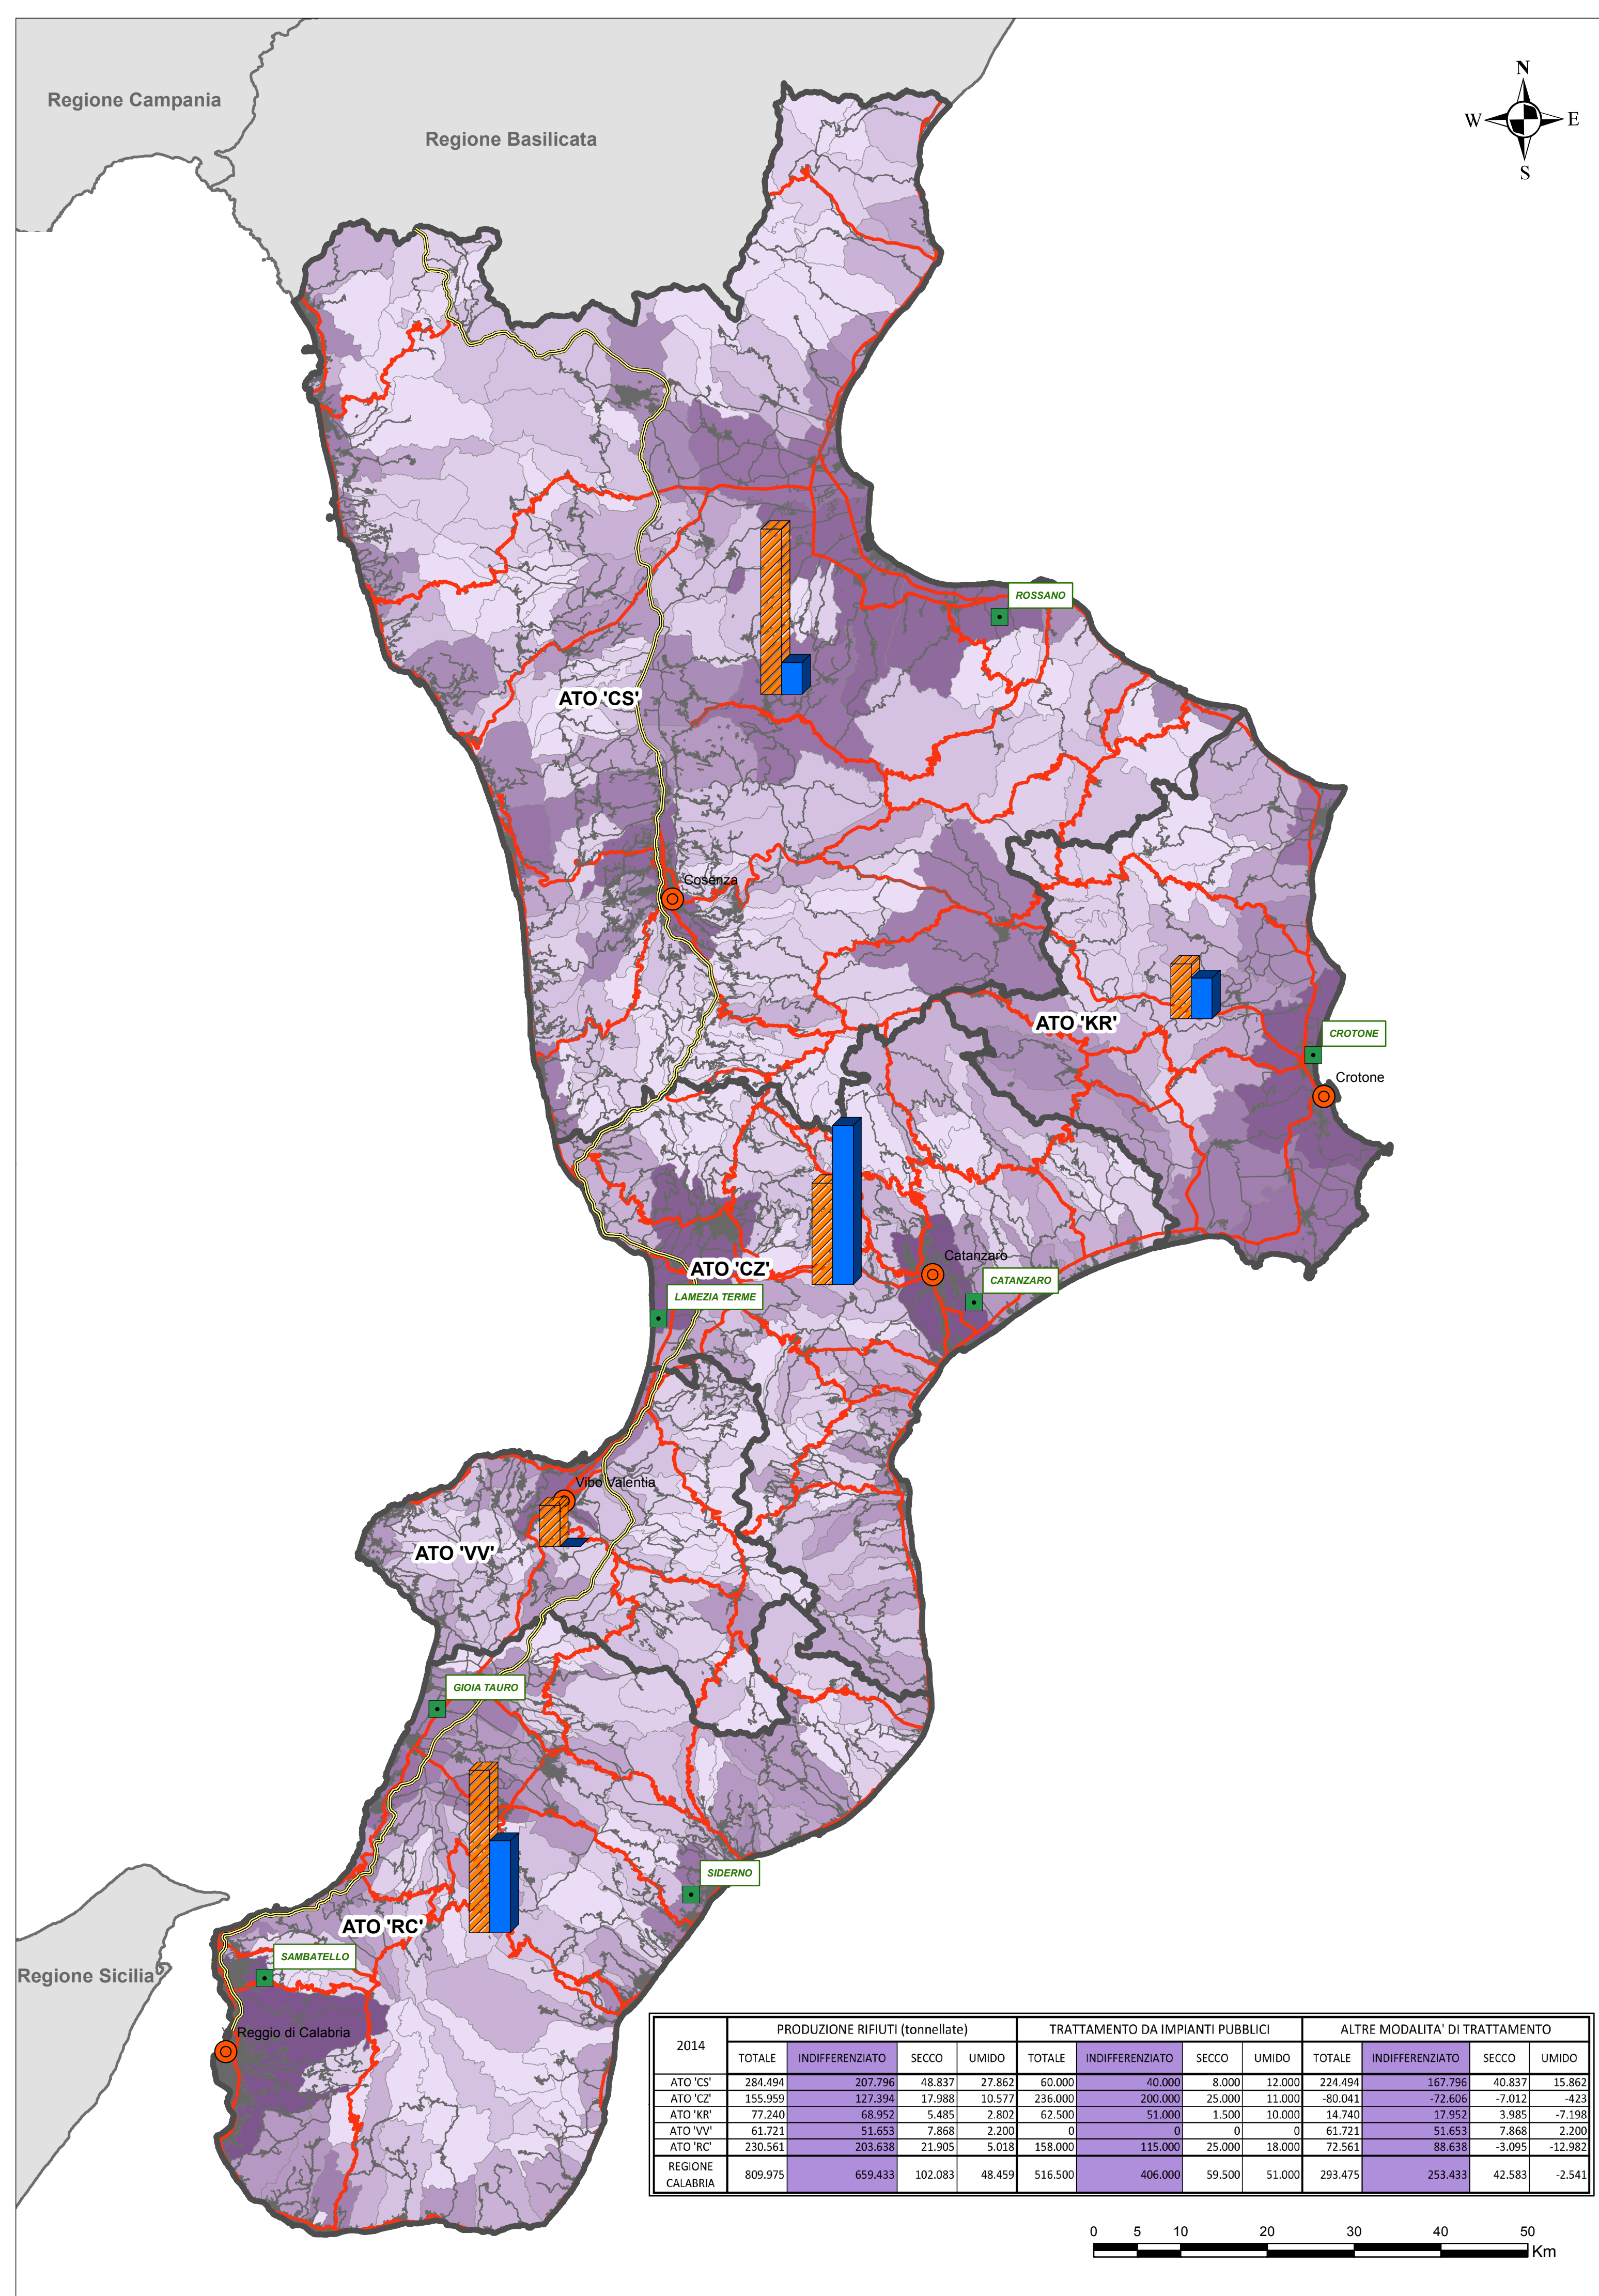 Regione Campania
Regione Basilicata
N
W E
S
ROSSANO
ATO 'CS'
Cosenza
ATO 'KR'
CROTONE
Crotone
ATO 'CZ'
Catanzaro
CATANZARO
LAMEZIA TERME
Vibo Valentia
ATO 'VV'
GIOIA TAURO
SIDERNO
ATO 'RC'
SAMBATELLO
Regione Sicilia
Reggio di Calabria
2014 PRODUZIONE RIFIUTI (tonnellate) TRATTAMENTO DA IMPIANTI PUBBLICI ALTRE MODALITA' DI TRATTAMENTO
TOTALE INDIFFERENZIATO SECCO UMIDO TOTALE INDIFFERENZIATO SECCO UMIDO TOTALE INDIFFERENZIATO SECCO UMIDO
ATO 'CS' 284.494 207.796 48.837 27.862 60.000 40.000 8.000 12.000 224.494 167.796 40.837 15.862
ATO 'CZ' 155.959 127.394 17.988 10.577 236.000 200.000 25.000 11.000 -80.041 -72.606 -7.012 -423
ATO 'KR' 77.240 68.952 5.485 2.802 62.500 51.000 1.500 10.000 14.740 17.952 3.985 -7.198
ATO 'VV' 61.721 51.653 7.868 2.200 0 0 0 0 61.721 51.653 7.868 2.200
ATO 'RC' 230.561 203.638 21.905 5.018 158.000 115.000 25.000 18.000 72.561 88.638 -3.095 -12.982
REGIONE CALABRIA 809.975 659.433 102.083 48.459 516.500 406.000 59.500 51.000 293.475 253.433 42.583 -2.541
0 5 10 20 30 40 50
Km